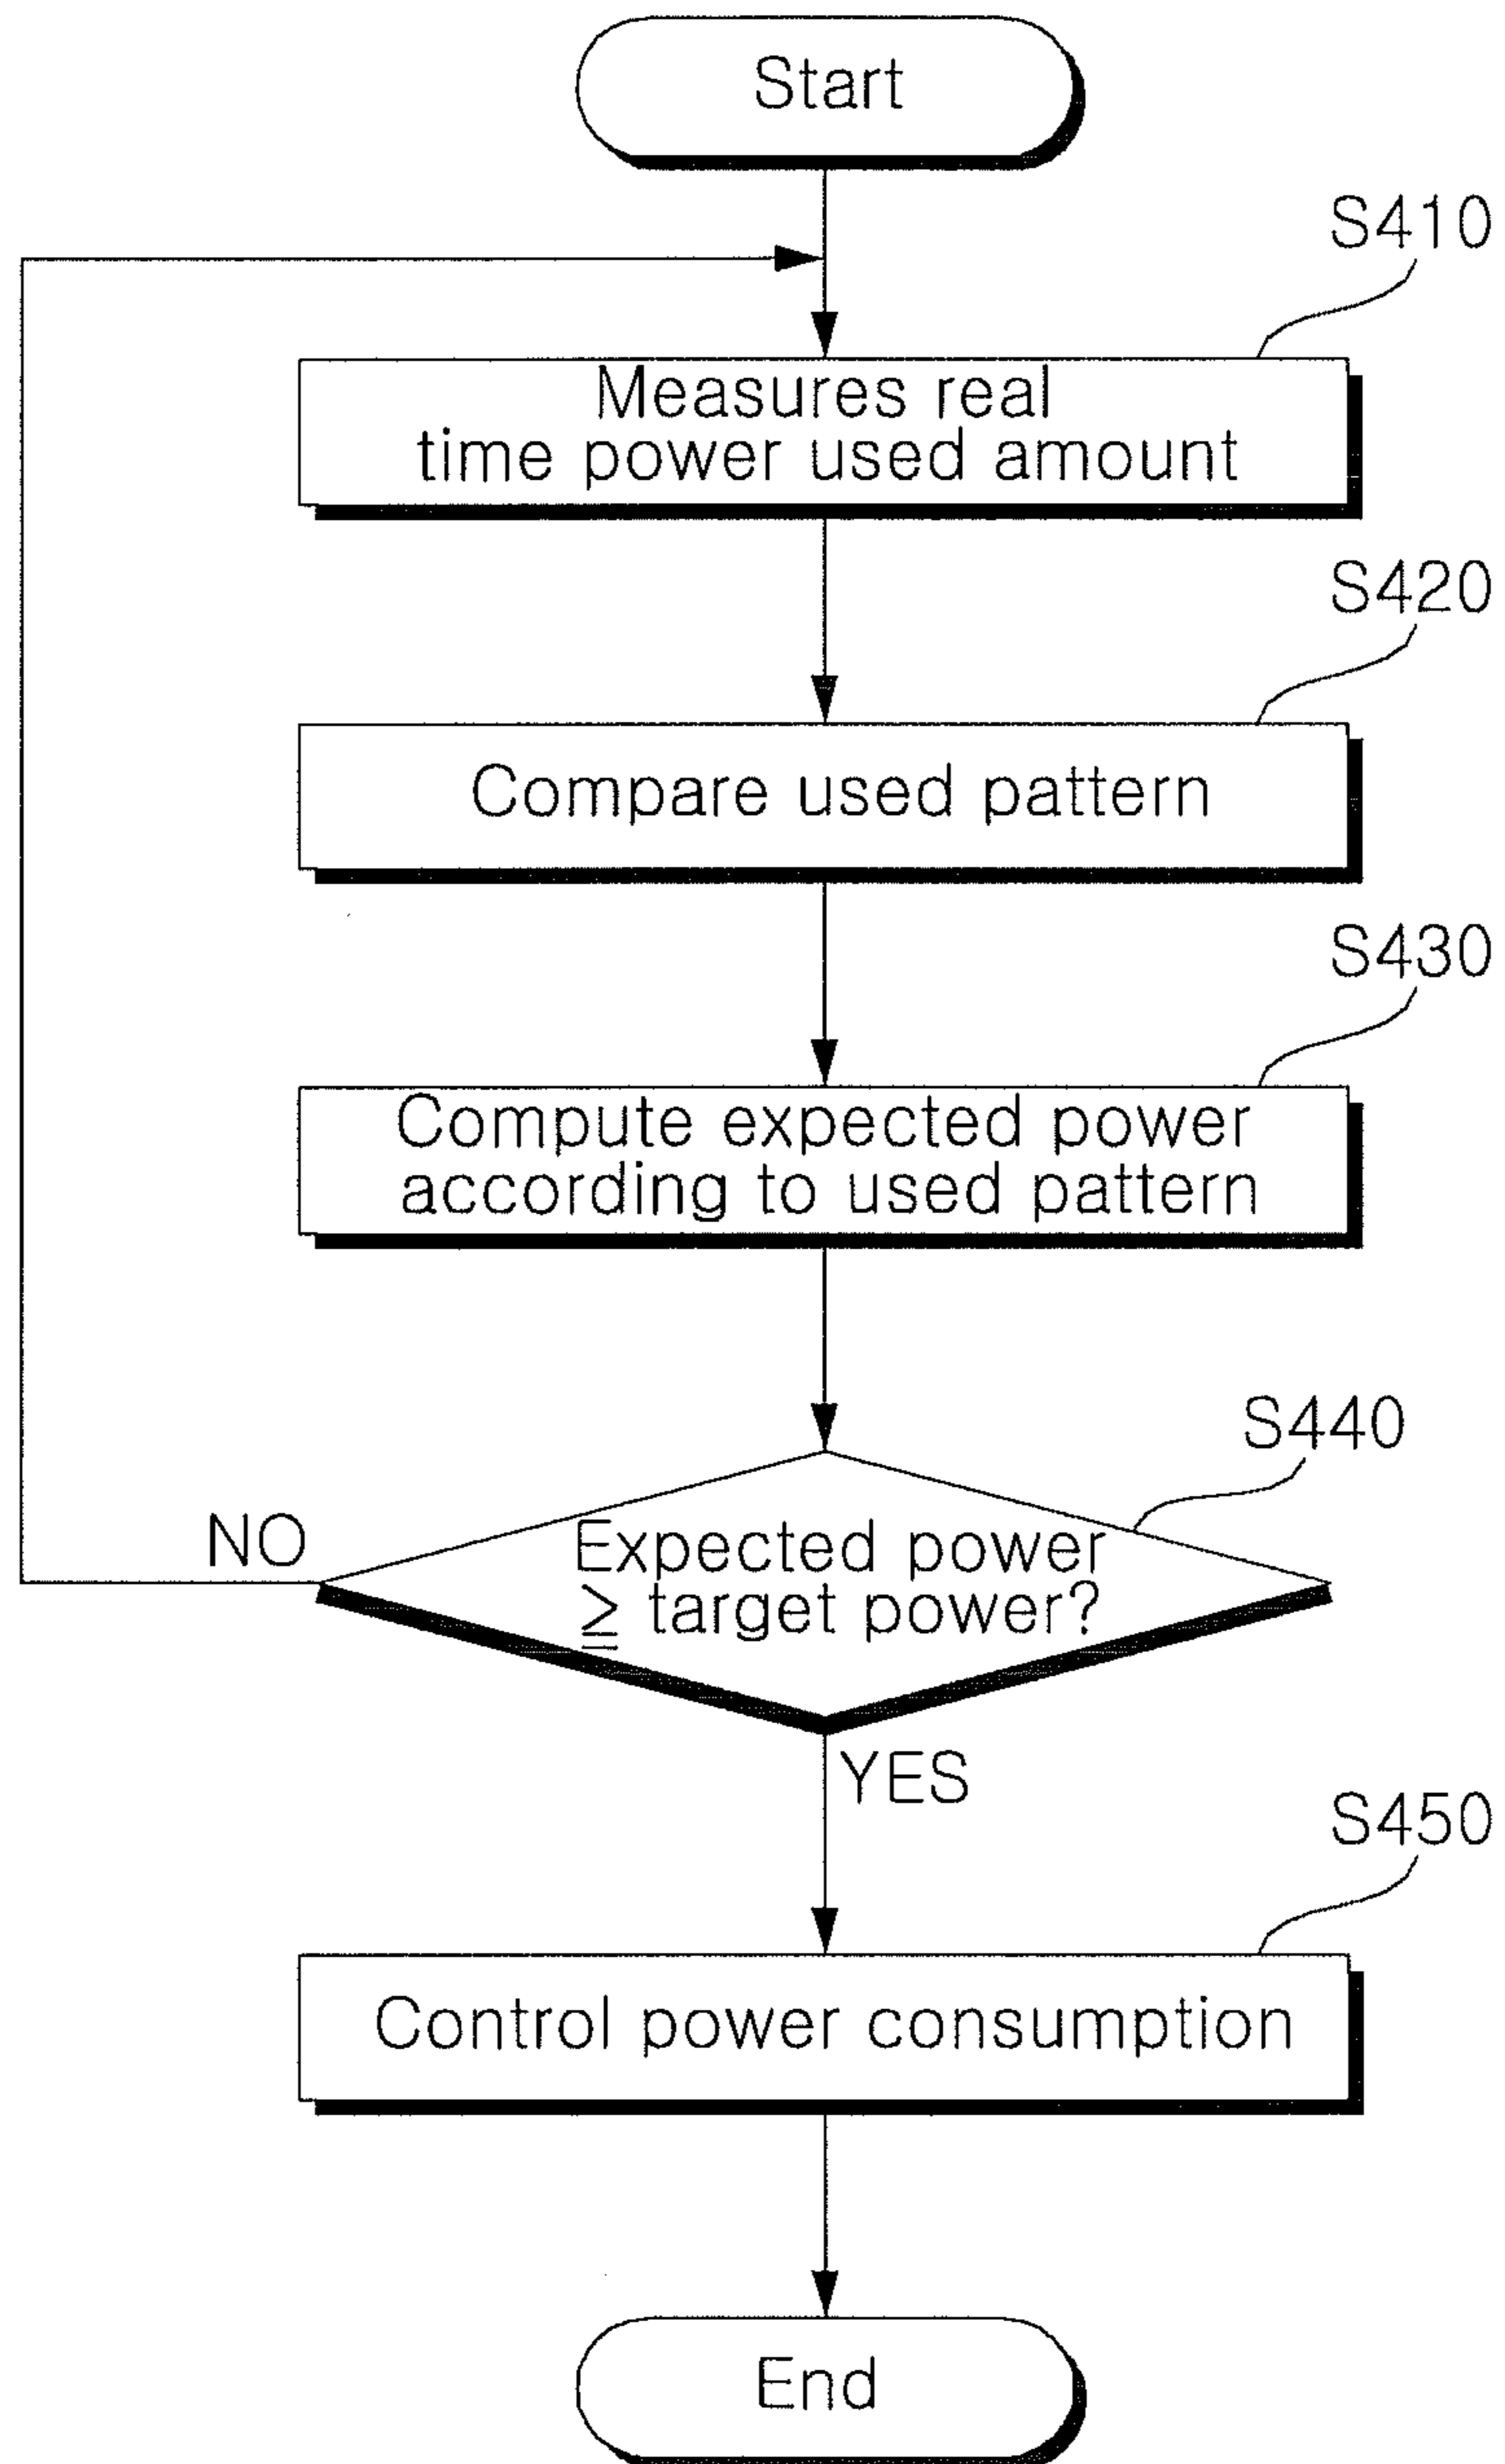 Start
S410
Measures real
time power used amount
S420
Compare used pattern
S430
Compute expected power
according to used pattern
S440
NO
Expected power
≧ target power?
YES
S450
Control power consumption
End